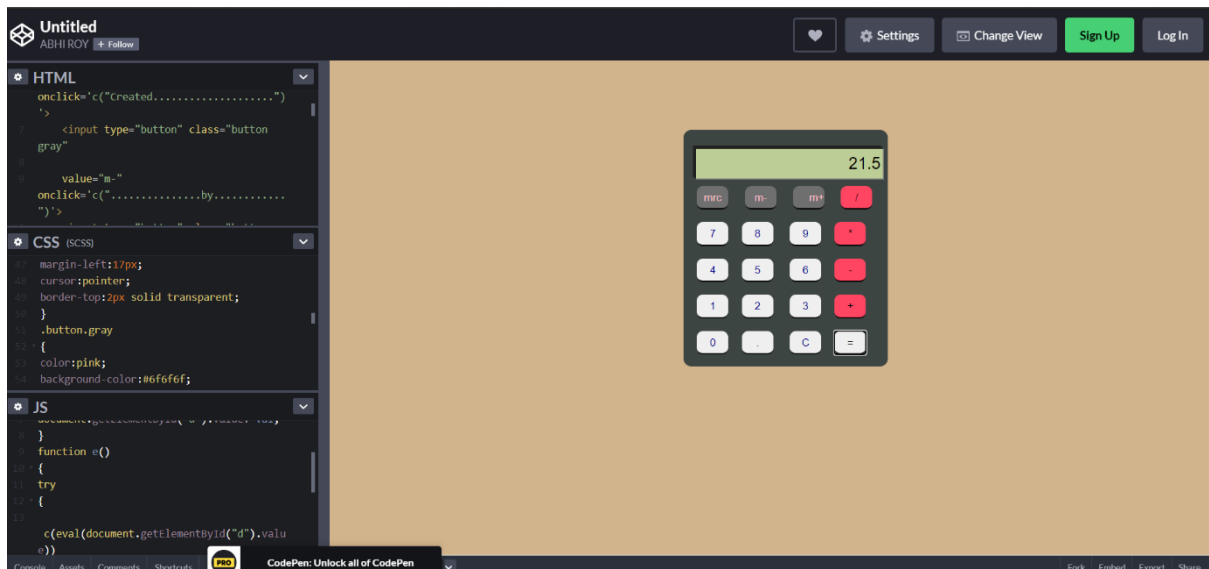 Untitled
ABHI ROY + Follow
Settings
Change View
Sign Up
Log In
HTML
onclick='c("Created....................")
'>
7 <input type="button" class="button
gray"
8
9 value="m-"
onclick='c("...............by............
")'>
CSS (SCSS)
47 margin-left:17px;
48 cursor:pointer;
49 border-top:2px solid transparent;
50 }
51 .button.gray
52 {
53 color:pink;
54 background-color:#6f6f6f;
JS
8 }
9 function e()
10 {
11 try
12 {
13
c(eval(document.getElementById("d").valu
e))
21.5
mrc m- m+ /
7 8 9 *
4 5 6 -
1 2 3 +
0 . C =
Console Assets Comments Shortcuts
PRO CodePen: Unlock all of CodePen
Fork Embed Export Share